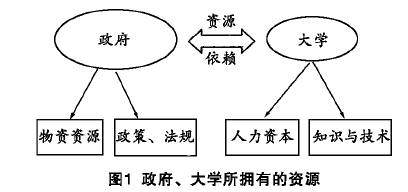 资源
政府
大学
依赖
物资资源
政策、法规
人力资本
知识与技术
图1 政府、大学所拥有的资源